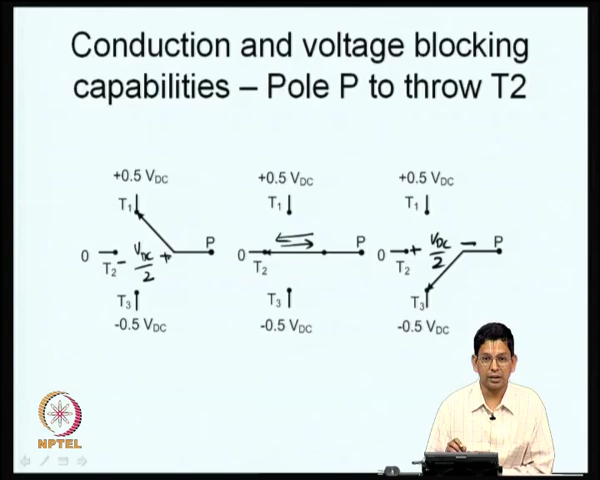 Conduction and voltage blocking
capabilities – Pole P to throw T2
+0.5 VDC +0.5 VDC +0.5 VDC
T1 T1 T1
0 T2 – VDC/2 + P 0 T2 P 0 T2 + VDC/2 – P
T3 T3 T3
-0.5 VDC -0.5 VDC -0.5 VDC
NPTEL